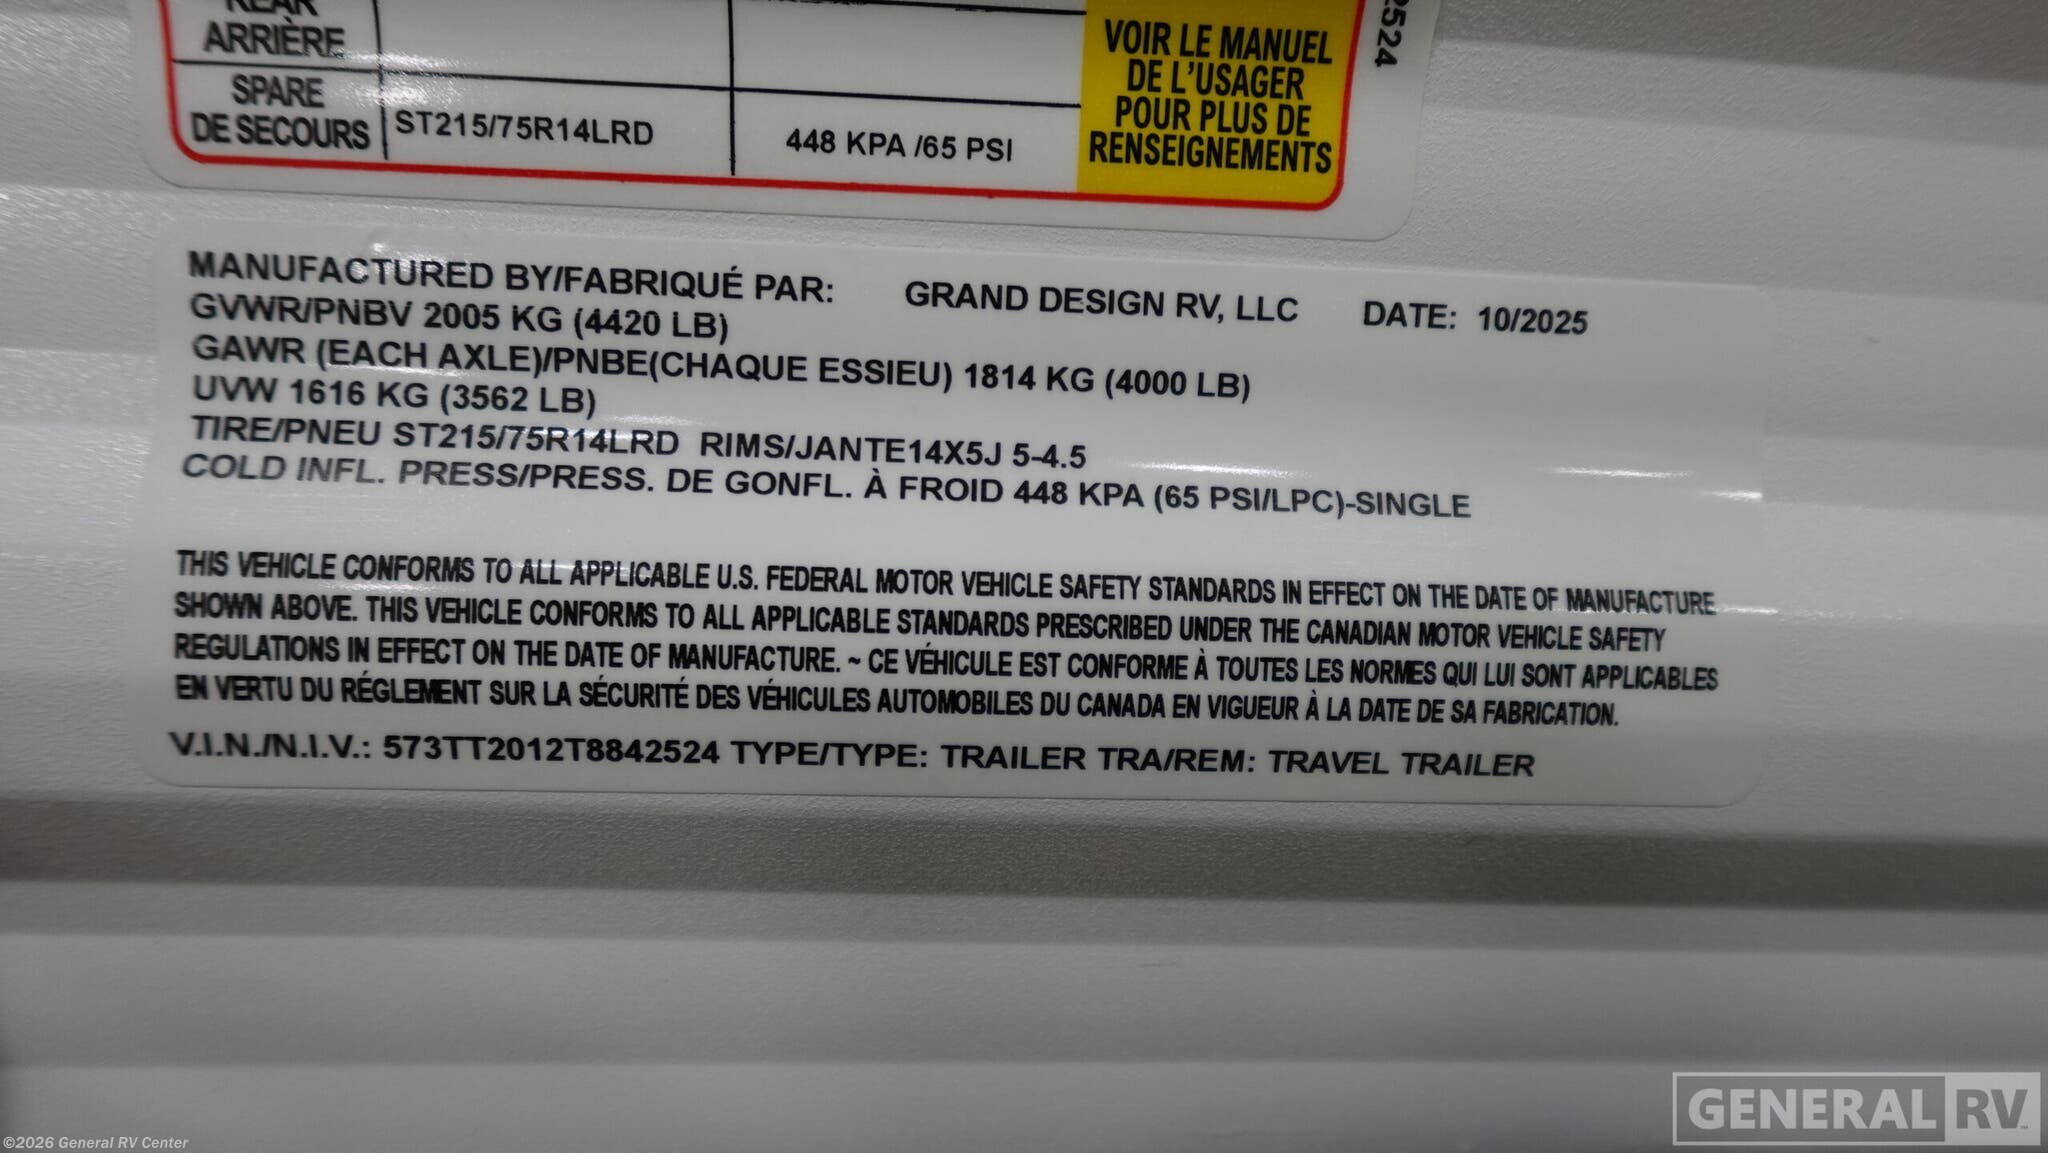 REAR
ARRIÈRE
SPARE
DE SECOURS
ST215/75R14LRD
448 KPA /65 PSI
VOIR LE MANUEL
DE L'USAGER
POUR PLUS DE
RENSEIGNEMENTS
2524
MANUFACTURED BY/FABRIQUÉ PAR: GRAND DESIGN RV, LLC DATE: 10/2025
GVWR/PNBV 2005 KG (4420 LB)
GAWR (EACH AXLE)/PNBE(CHAQUE ESSIEU) 1814 KG (4000 LB)
UVW 1616 KG (3562 LB)
TIRE/PNEU ST215/75R14LRD RIMS/JANTE14X5J 5-4.5
COLD INFL. PRESS/PRESS. DE GONFL. À FROID 448 KPA (65 PSI/LPC)-SINGLE
THIS VEHICLE CONFORMS TO ALL APPLICABLE U.S. FEDERAL MOTOR VEHICLE SAFETY STANDARDS IN EFFECT ON THE DATE OF MANUFACTURE
SHOWN ABOVE. THIS VEHICLE CONFORMS TO ALL APPLICABLE STANDARDS PRESCRIBED UNDER THE CANADIAN MOTOR VEHICLE SAFETY
REGULATIONS IN EFFECT ON THE DATE OF MANUFACTURE. ~ CE VÉHICULE EST CONFORME À TOUTES LES NORMES QUI LUI SONT APPLICABLES
EN VERTU DU RÉGLEMENT SUR LA SÉCURITÉ DES VÉHICULES AUTOMOBILES DU CANADA EN VIGUEUR À LA DATE DE SA FABRICATION.
V.I.N./N.I.V.: 573TT2012T8842524 TYPE/TYPE: TRAILER TRA/REM: TRAVEL TRAILER
GENERAL RV
©2026 General RV Center